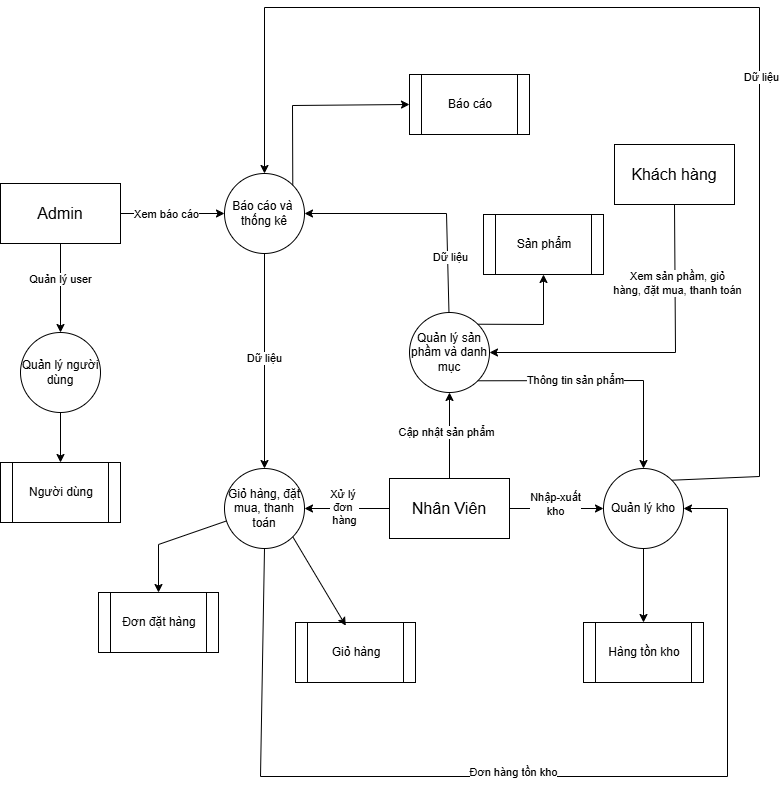 Dữ liệu
Báo cáo
Khách hàng
Admin
Xem báo cáo
Báo cáo và
thống kê
Sản phẩm
Dữ liệu
Quản lý user
Xem sản phầm, giỏ
hàng, đặt mua, thanh toán
Quản lý sản
phầm và danh
mục
Quản lý người
dùng
Dữ liệu
Thông tin sản phẩm
Cập nhật sản phẩm
Người dùng
Giỏ hàng, đặt
mua, thanh
toán
Xử lý
đơn
hàng
Nhân Viên
Nhập-xuất
kho
Quản lý kho
Đơn đặt hàng
Giỏ hàng
Hàng tồn kho
Đơn hàng tồn kho